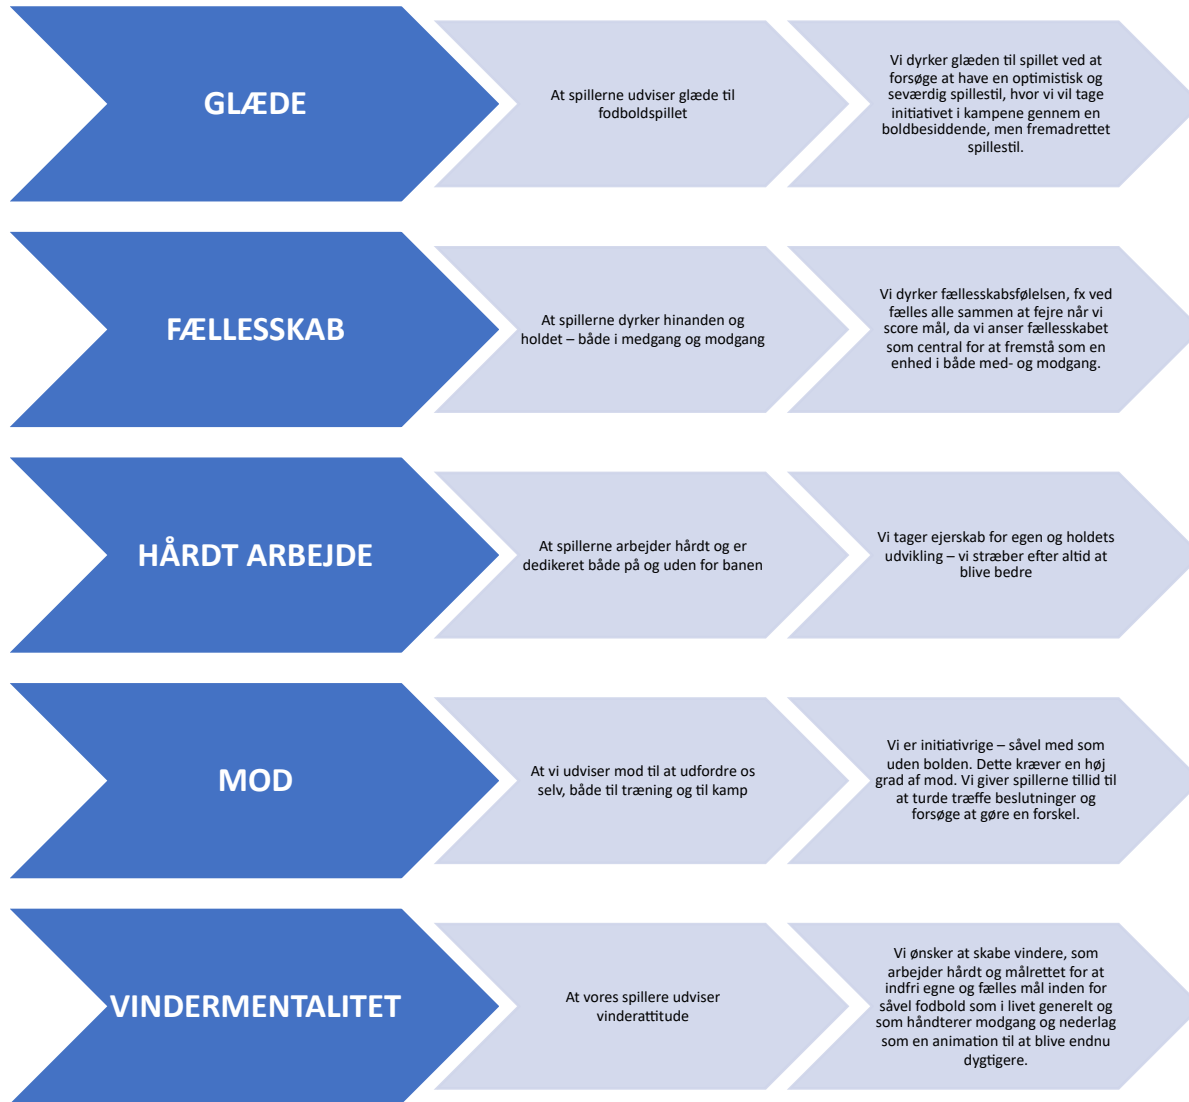 GLÆDE
At spillerne udviser glæde til
fodboldspillet
Vi dyrker glæden til spillet ved at
forsøge at have en optimistisk og
seværdig spillestil, hvor vi vil tage
initiativet i kampene gennem en
boldbesiddende, men fremadrettet
spillestil.
FÆLLESSKAB
At spillerne dyrker hinanden og
holdet – både i medgang og modgang
Vi dyrker fællesskabsfølelsen, fx ved
fælles alle sammen at fejre når vi
score mål, da vi anser fællesskabet
som central for at fremstå som en
enhed i både med- og modgang.
HÅRDT ARBEJDE
At spillerne arbejder hårdt og er
dedikeret både på og uden for banen
Vi tager ejerskab for egen og holdets
udvikling – vi stræber efter altid at
blive bedre
MOD
At vi udviser mod til at udfordre os
selv, både til træning og til kamp
Vi er initiativrige – såvel med som
uden bolden. Dette kræver en høj
grad af mod. Vi giver spillerne tillid til
at turde træffe beslutninger og
forsøge at gøre en forskel.
VINDERMENTALITET
At vores spillere udviser
vinderattitude
Vi ønsker at skabe vindere, som
arbejder hårdt og målrettet for at
indfri egne og fælles mål inden for
såvel fodbold som i livet generelt og
som håndterer modgang og nederlag
som en animation til at blive endnu
dygtigere.